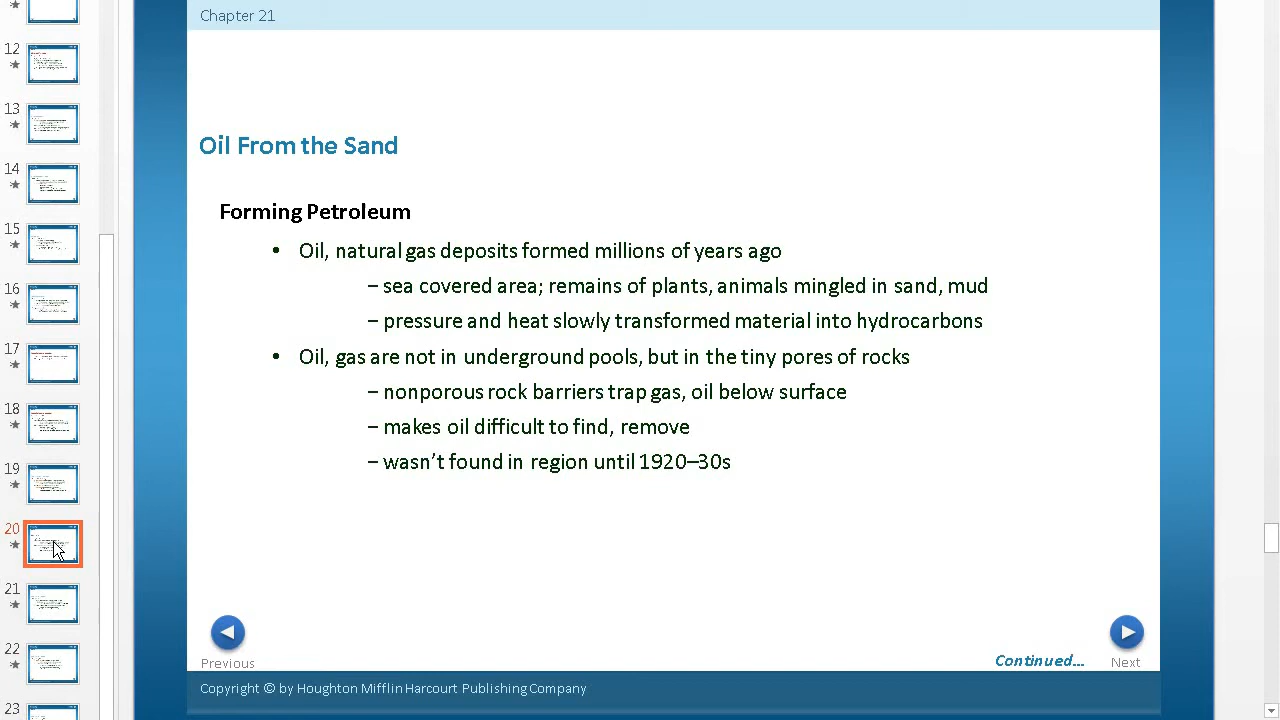 Chapter 21
12
13
14
15
16
17
18
19
20
21
22
23
Oil From the Sand
Forming Petroleum
• Oil, natural gas deposits formed millions of years ago
– sea covered area; remains of plants, animals mingled in sand, mud
– pressure and heat slowly transformed material into hydrocarbons
• Oil, gas are not in underground pools, but in the tiny pores of rocks
– nonporous rock barriers trap gas, oil below surface
– makes oil difficult to find, remove
– wasn’t found in region until 1920–30s
Previous
Continued…
Next
Copyright © by Houghton Mifflin Harcourt Publishing Company